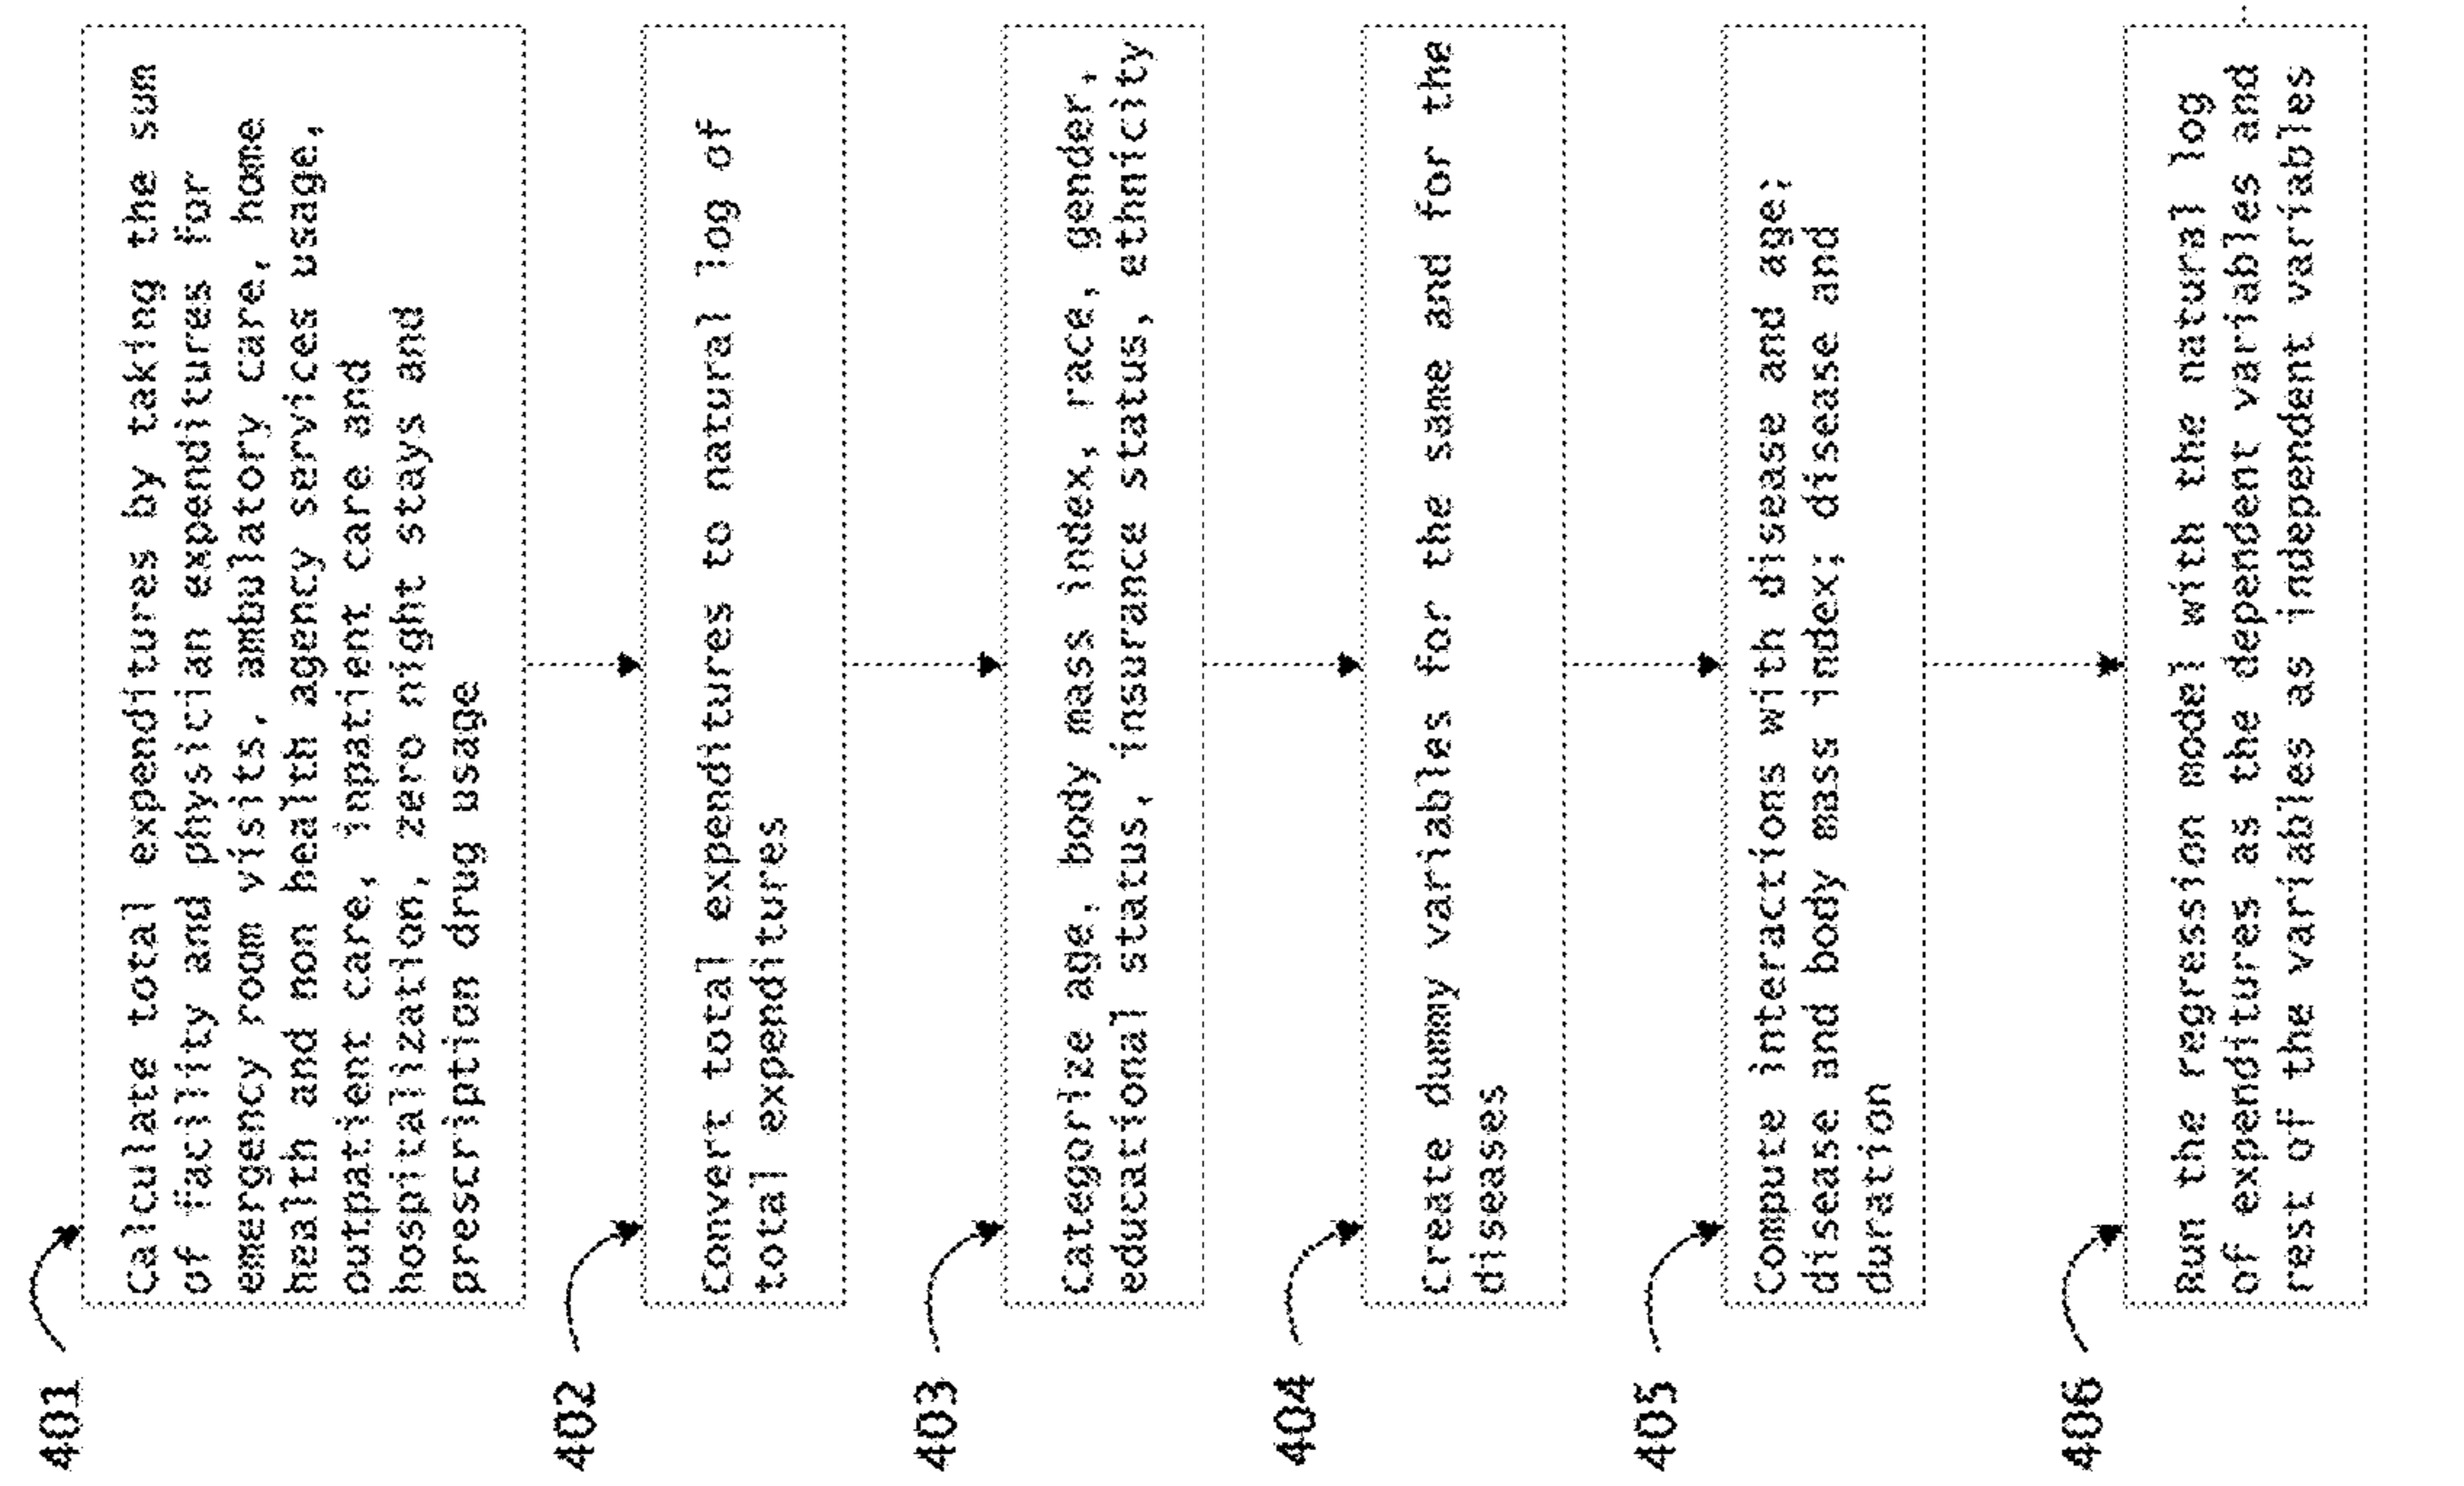 401
Calculate total expenditures by taking the sum
of facility and physician expenditures for
emergency room visits, ambulatory care, home
health and non health agency services usage,
outpatient care, inpatient care and
hospitalization, zero night stays and
prescription drug usage
402
Convert total expenditures to natural log of
total expenditures
403
Categorize age, body mass index, race, gender,
educational status, insurance status, ethnicity
404
Create dummy variables for the same and for the
diseases
405
Compute interactions with disease and age;
disease and body mass index; disease and
duration
406
Run the regression model with the natural log
of expenditures as the dependent variables and
rest of the variables as independent variables